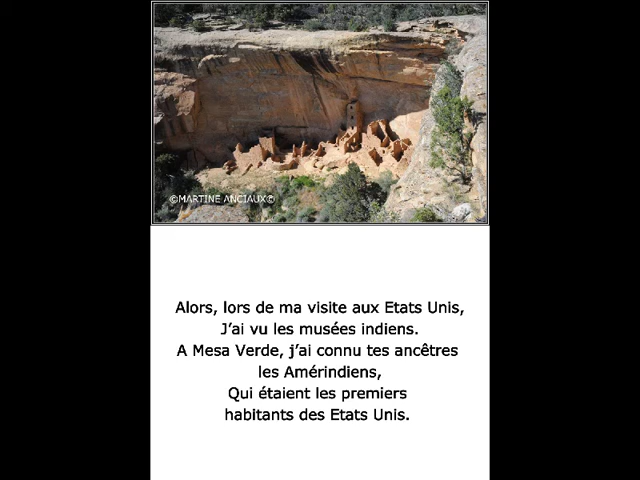 ©MARTINE ANCIAUX©
Alors, lors de ma visite aux Etats Unis,
J'ai vu les musées indiens.
A Mesa Verde, j'ai connu tes ancêtres
les Amérindiens,
Qui étaient les premiers
habitants des Etats Unis.